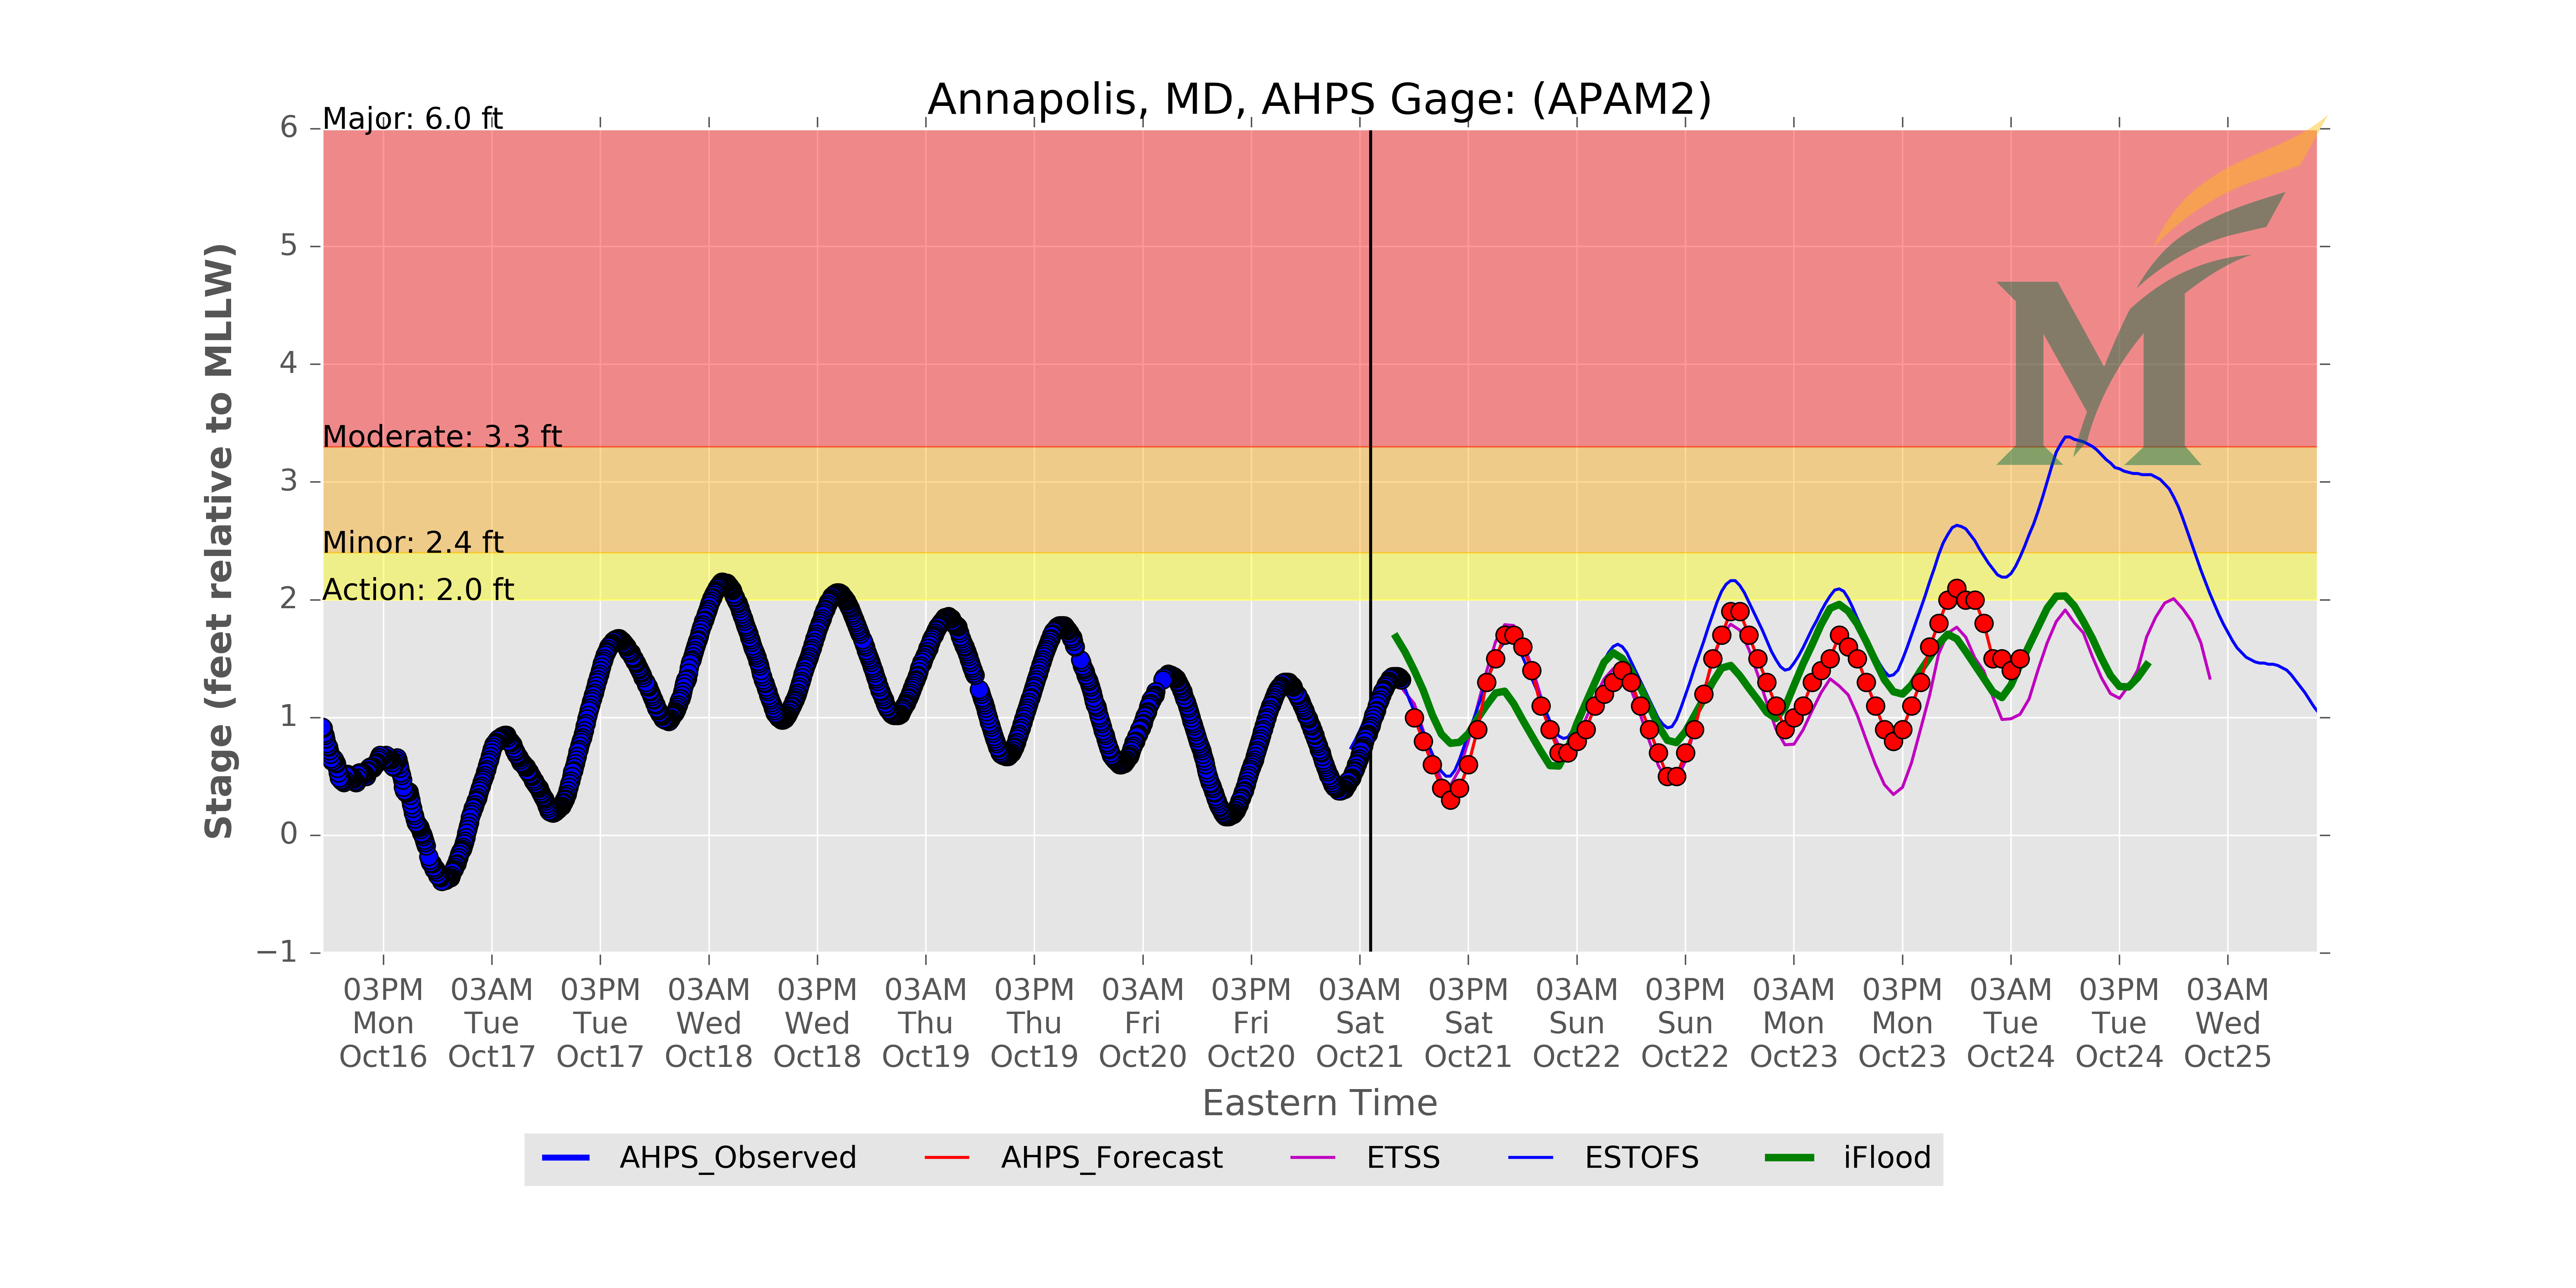 Annapolis, MD, AHPS Gage: (APAM2)
Major: 6.0 ft
Moderate: 3.3 ft
Minor: 2.4 ft
Action: 2.0 ft
Stage (feet relative to MLLW)
6
5
4
3
2
1
0
−1
03PM 03AM 03PM 03AM 03PM 03AM 03PM 03AM 03PM 03AM 03PM 03AM 03PM 03AM 03PM 03AM 03PM 03AM
Mon Tue Tue Wed Wed Thu Thu Fri Fri Sat Sat Sun Sun Mon Mon Tue Tue Wed
Oct16 Oct17 Oct17 Oct18 Oct18 Oct19 Oct19 Oct20 Oct20 Oct21 Oct21 Oct22 Oct22 Oct23 Oct23 Oct24 Oct24 Oct25
Eastern Time
AHPS_Observed AHPS_Forecast ETSS ESTOFS iFlood
M